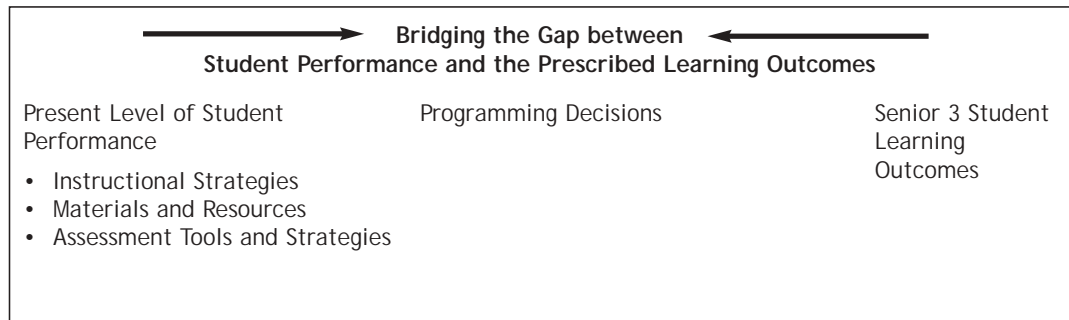 Bridging the Gap between
Student Performance and the Prescribed Learning Outcomes
Present Level of Student
Performance
• Instructional Strategies
• Materials and Resources
• Assessment Tools and Strategies
Programming Decisions
Senior 3 Student
Learning
Outcomes